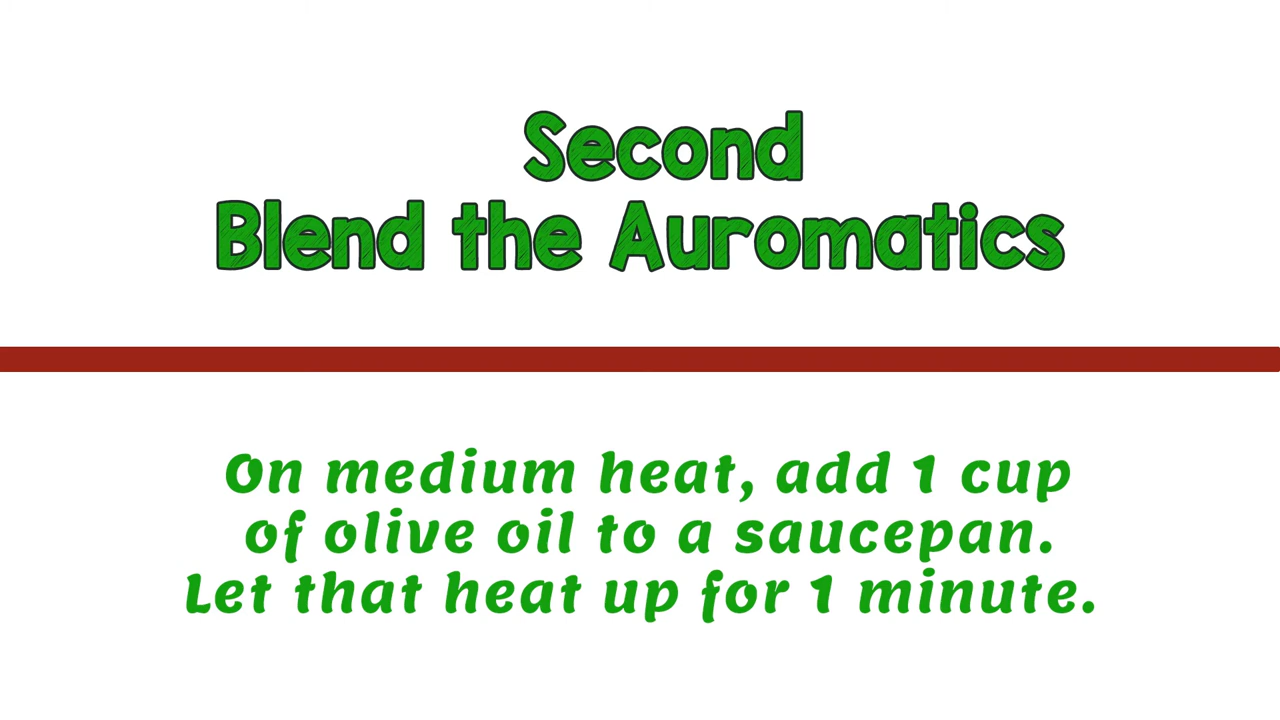 Second
Blend the Auromatics
On medium heat, add 1 cup
of olive oil to a saucepan.
Let that heat up for 1 minute.